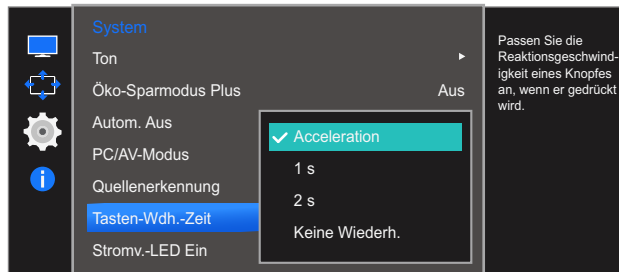 System
Ton
Öko-Sparmodus Plus Aus
Autom. Aus
PC/AV-Modus
Quellenerkennung
Tasten-Wdh.-Zeit
Stromv.-LED Ein
Acceleration
1 s
2 s
Keine Wiederh.
Passen Sie die
Reaktionsgeschwind-
igkeit eines Knopfes
an, wenn er gedrückt
wird.